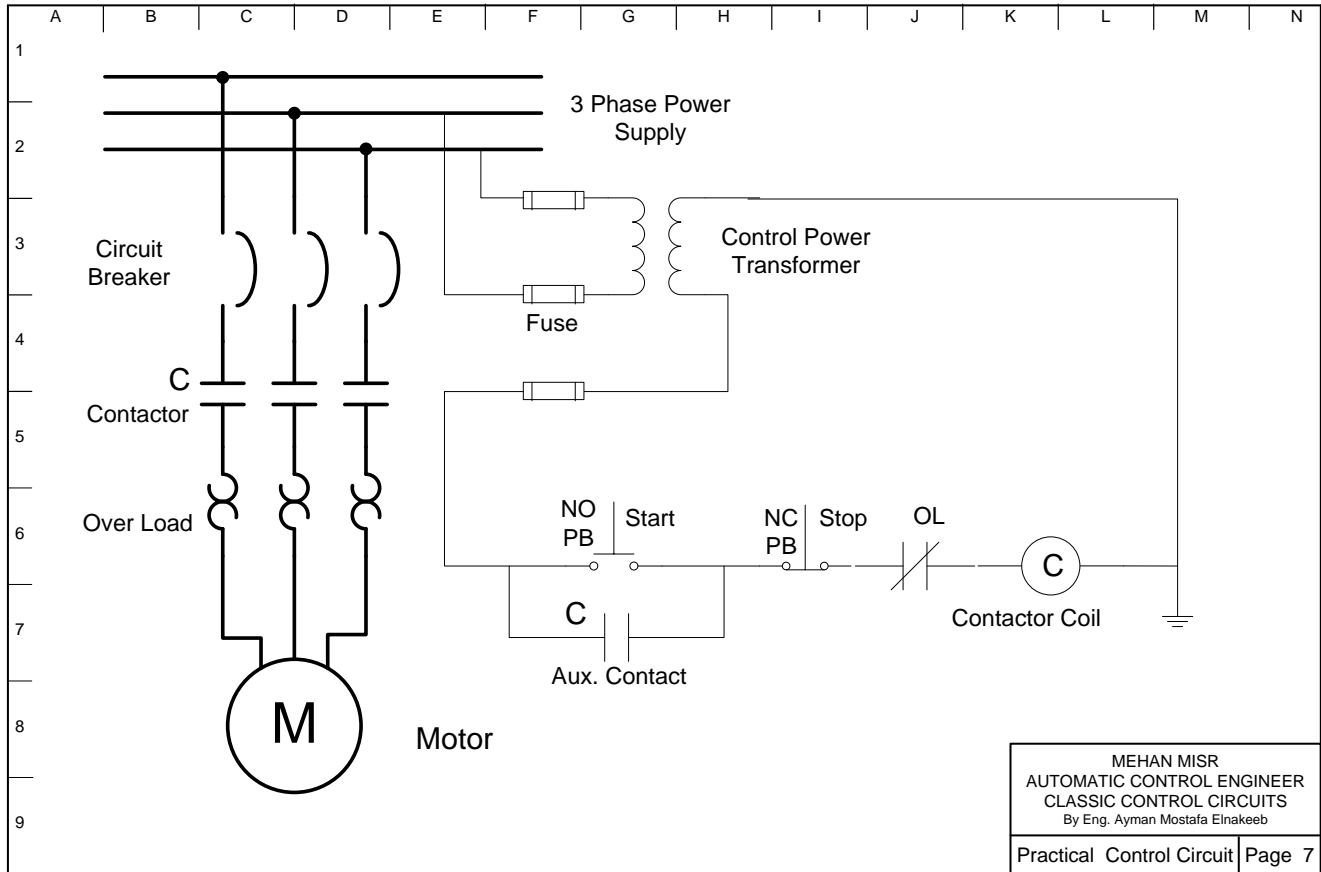 A B C D E F G H I J K L M N
1
2
3
4
5
6
7
8
9
3 Phase Power
Supply
Circuit
Breaker
Control Power
Transformer
Fuse
C
Contactor
Over Load
NO
PB
Start
NC
PB
Stop
OL
C
Contactor Coil
C
Aux. Contact
M
Motor
MEHAN MISR
AUTOMATIC CONTROL ENGINEER
CLASSIC CONTROL CIRCUITS
By Eng. Ayman Mostafa Elnakeeb
Practical Control Circuit
Page 7